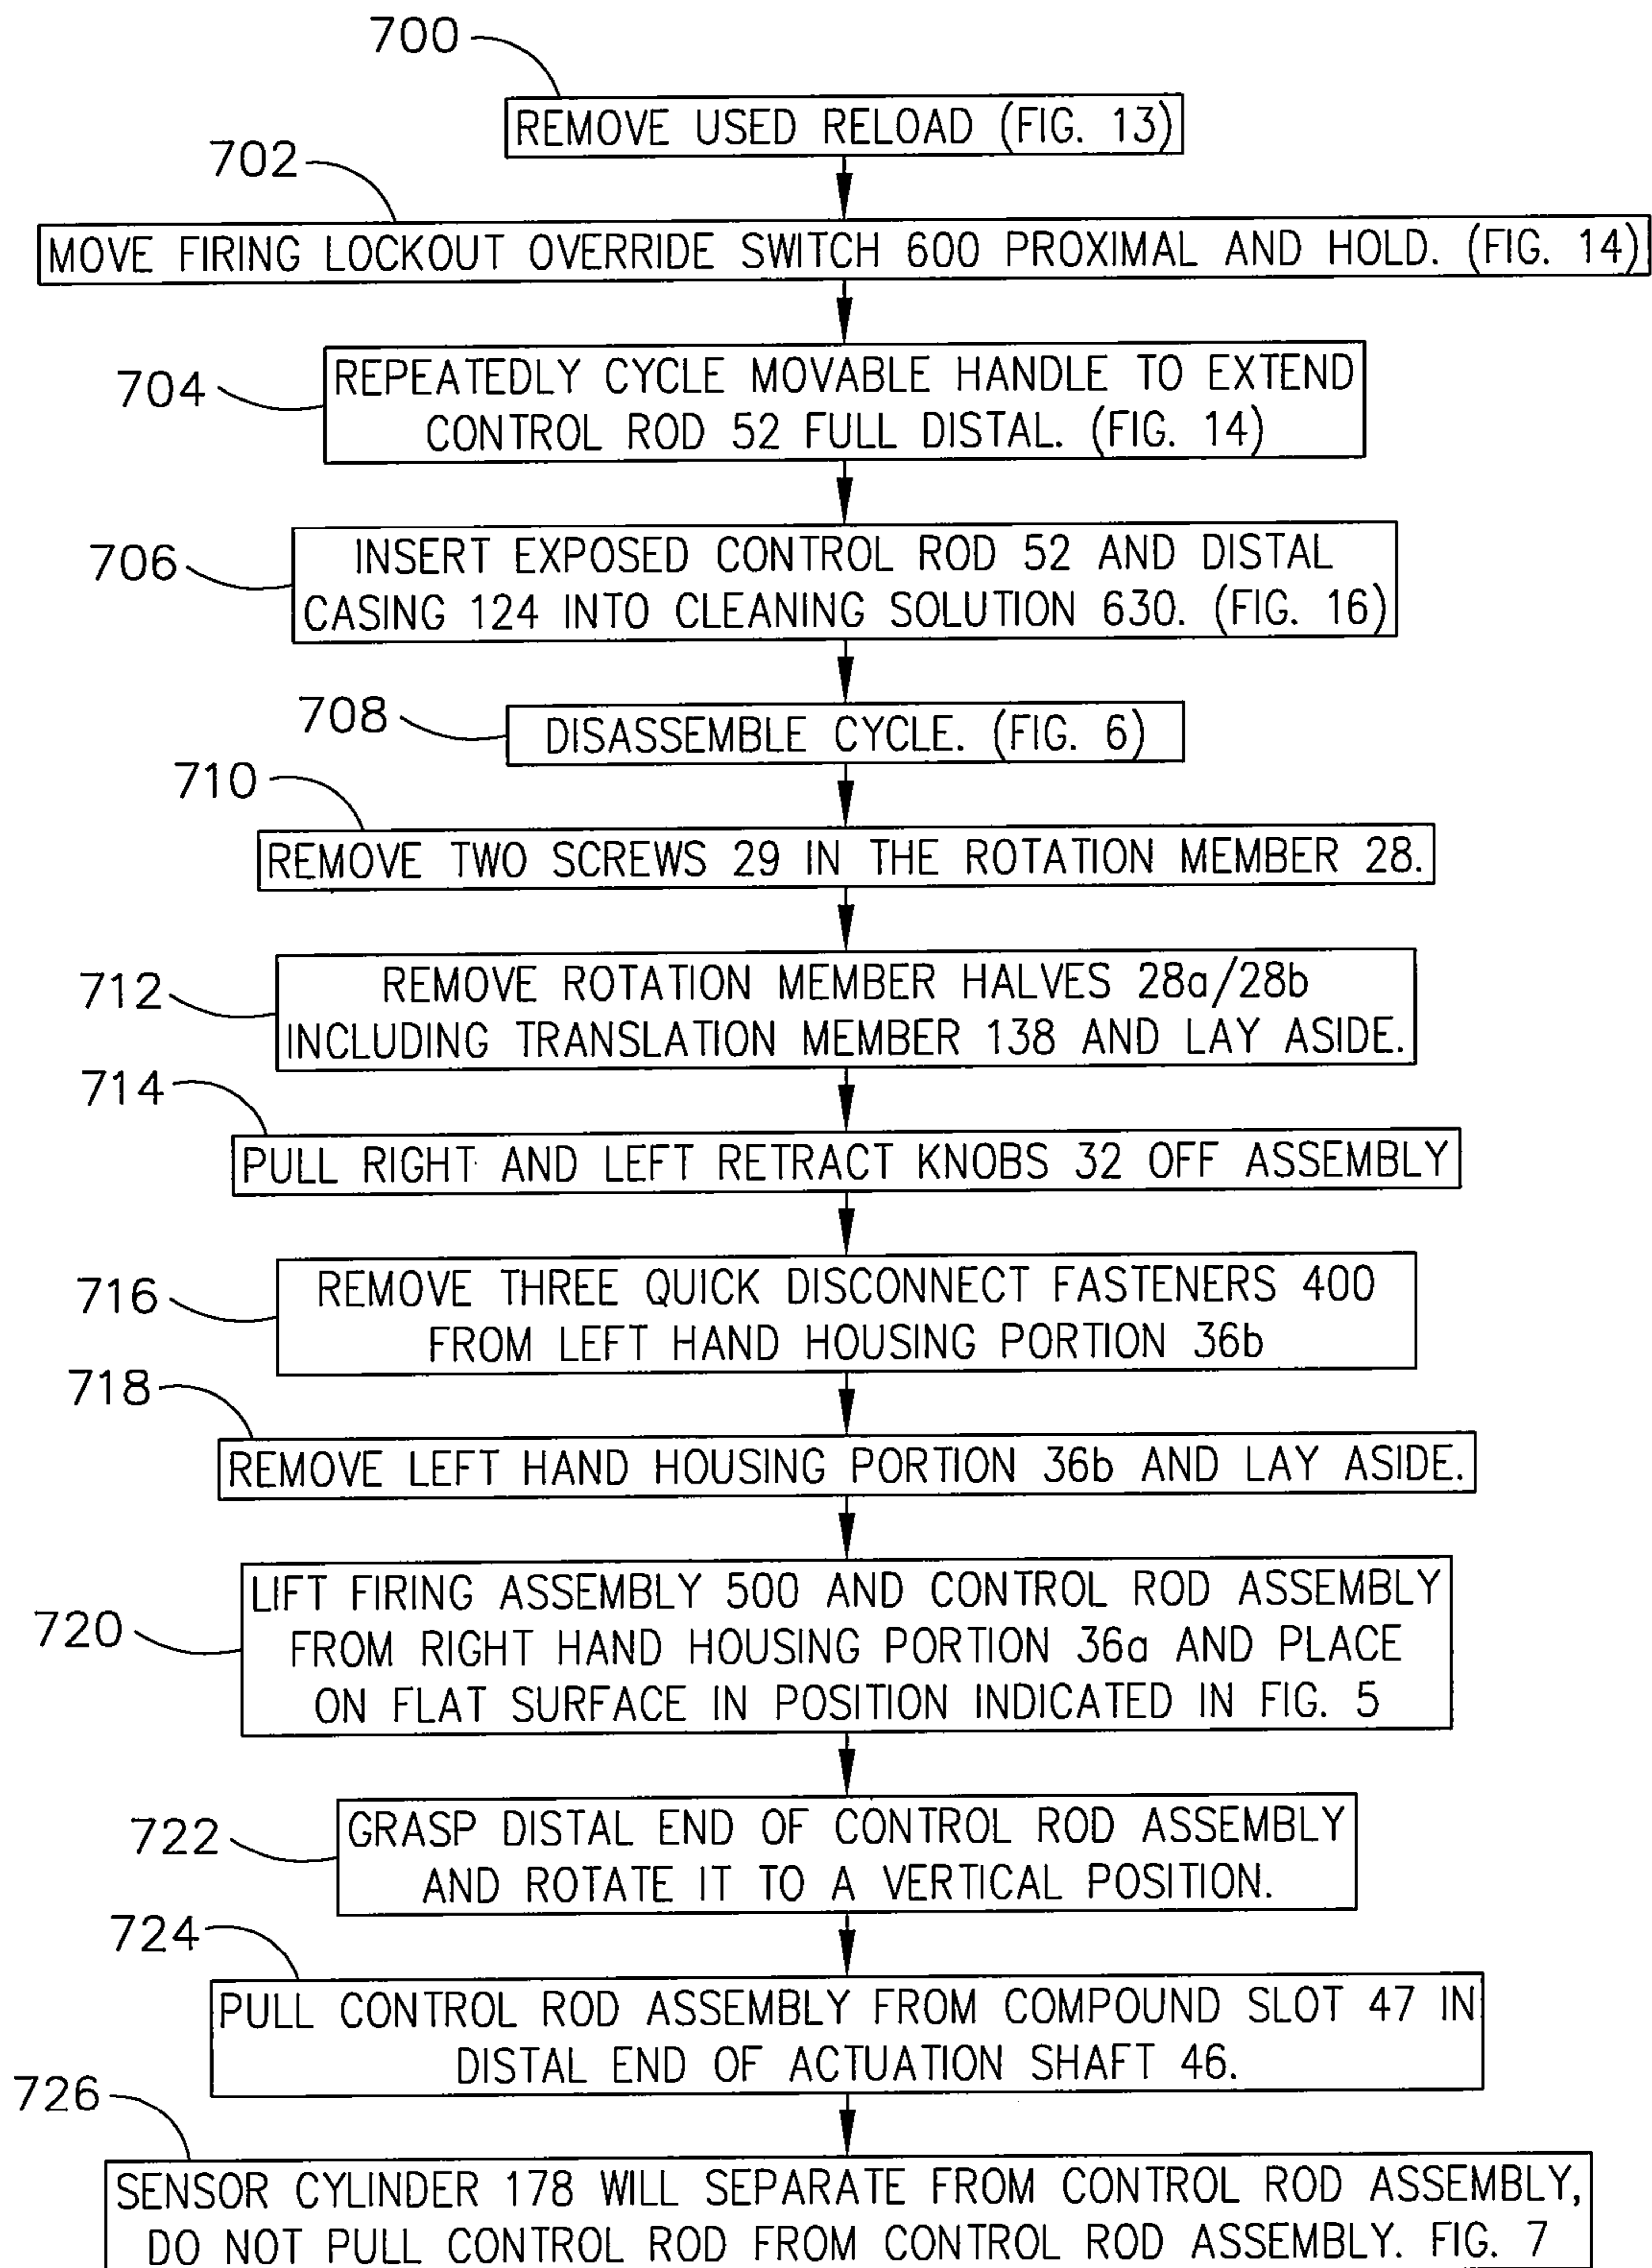 700
REMOVE USED RELOAD (FIG. 13)
702
MOVE FIRING LOCKOUT OVERRIDE SWITCH 600 PROXIMAL AND HOLD. (FIG. 14)
704
REPEATEDLY CYCLE MOVABLE HANDLE TO EXTEND
CONTROL ROD 52 FULL DISTAL. (FIG. 14)
706
INSERT EXPOSED CONTROL ROD 52 AND DISTAL
CASING 124 INTO CLEANING SOLUTION 630. (FIG. 16)
708
DISASSEMBLE CYCLE. (FIG. 6)
710
REMOVE TWO SCREWS 29 IN THE ROTATION MEMBER 28.
712
REMOVE ROTATION MEMBER HALVES 28a/28b
INCLUDING TRANSLATION MEMBER 138 AND LAY ASIDE.
714
PULL RIGHT AND LEFT RETRACT KNOBS 32 OFF ASSEMBLY
716
REMOVE THREE QUICK DISCONNECT FASTENERS 400
FROM LEFT HAND HOUSING PORTION 36b
718
REMOVE LEFT HAND HOUSING PORTION 36b AND LAY ASIDE.
720
LIFT FIRING ASSEMBLY 500 AND CONTROL ROD ASSEMBLY
FROM RIGHT HAND HOUSING PORTION 36a AND PLACE
ON FLAT SURFACE IN POSITION INDICATED IN FIG. 5
722
GRASP DISTAL END OF CONTROL ROD ASSEMBLY
AND ROTATE IT TO A VERTICAL POSITION.
724
PULL CONTROL ROD ASSEMBLY FROM COMPOUND SLOT 47 IN
DISTAL END OF ACTUATION SHAFT 46.
726
SENSOR CYLINDER 178 WILL SEPARATE FROM CONTROL ROD ASSEMBLY,
DO NOT PULL CONTROL ROD FROM CONTROL ROD ASSEMBLY. FIG. 7